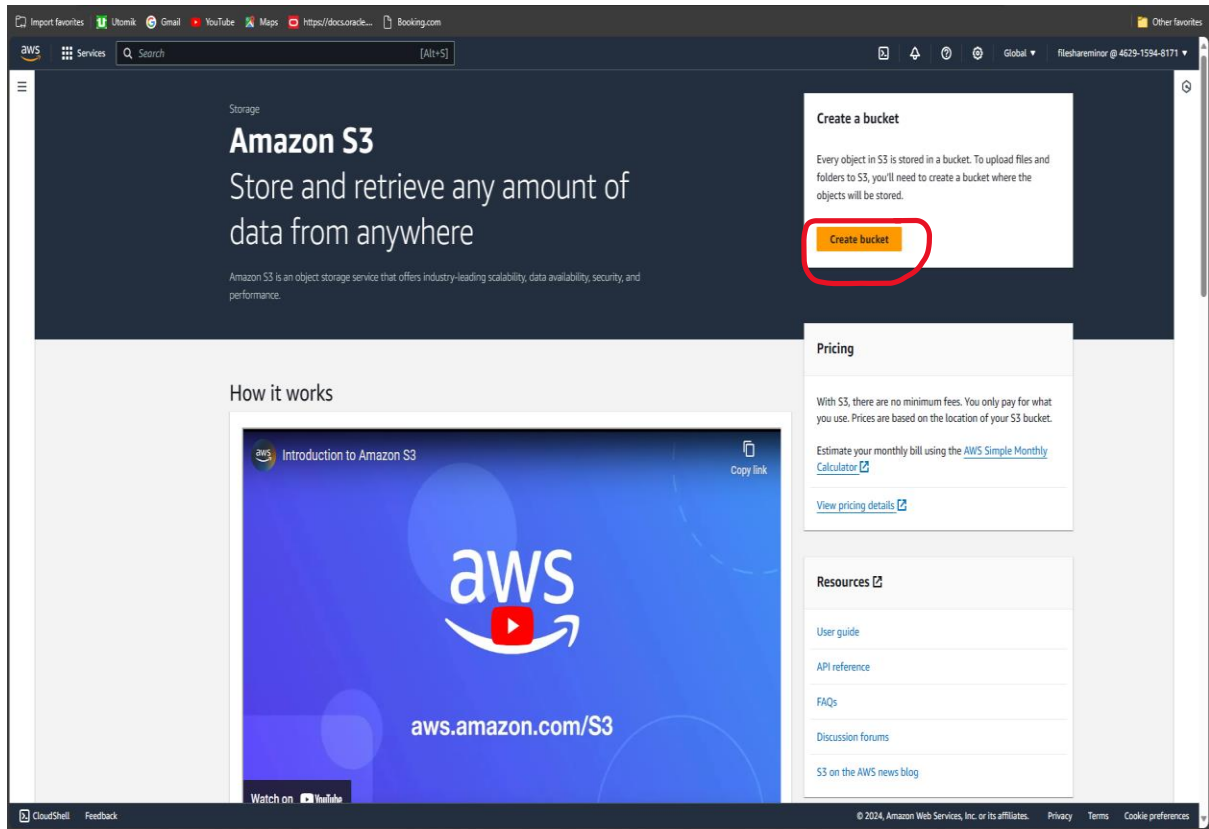 Import favorites Utomik Gmail YouTube Maps https://docs.oracle... Booking.com Other favorites
aws Services Search [Alt+S] Global filesharemínor @ 4629-1594-8171
Storage
Amazon S3
Store and retrieve any amount of
data from anywhere
Amazon S3 is an object storage service that offers industry-leading scalability, data availability, security, and
performance.
Create a bucket
Every object in S3 is stored in a bucket. To upload files and
folders to S3, you'll need to create a bucket where the
objects will be stored.
Create bucket
Pricing
With S3, there are no minimum fees. You only pay for what
you use. Prices are based on the location of your S3 bucket.
Estimate your monthly bill using the AWS Simple Monthly
Calculator
View pricing details
How it works
aws Introduction to Amazon S3
Copy link
aws
aws.amazon.com/S3
Watch on YouTube
Resources
User guide
API reference
FAQs
Discussion forums
S3 on the AWS news blog
CloudShell Feedback © 2024, Amazon Web Services, Inc. or its affiliates. Privacy Terms Cookie preferences